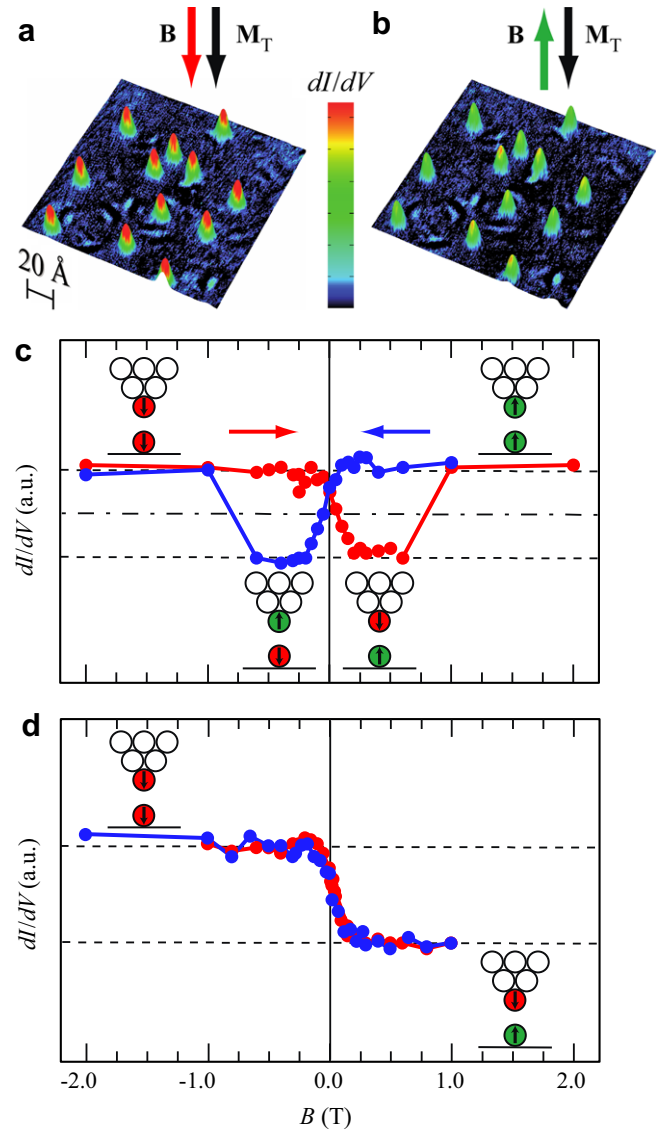 a
B
M_T
b
B
M_T
dI/dV
20 Å
c
dI/dV (a.u.)
d
dI/dV (a.u.)
-2.0 -1.0 0.0 1.0 2.0
B (T)